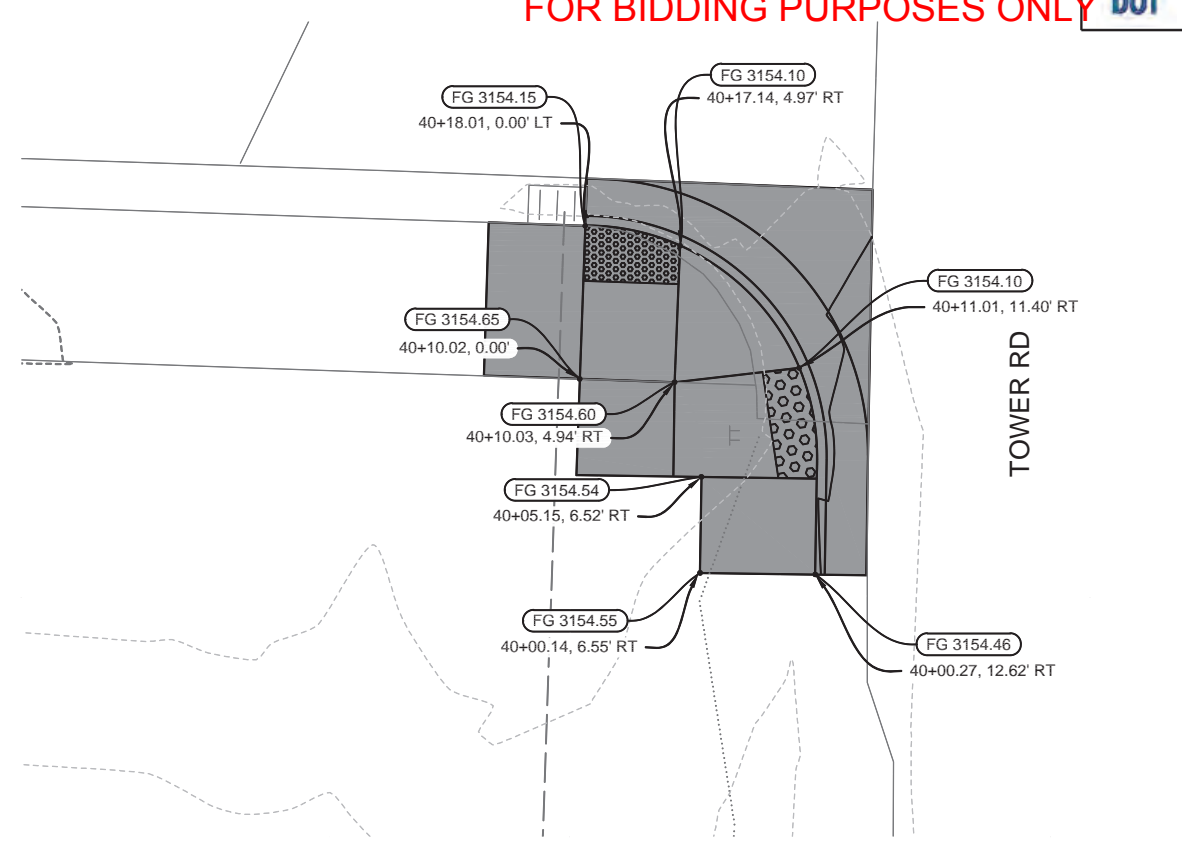 FOR BIDDING PURPOSES ONLY
DOT
FG 3154.10
40+17.14, 4.97' RT
FG 3154.15
40+18.01, 0.00' LT
FG 3154.10
40+11.01, 11.40' RT
FG 3154.65
40+10.02, 0.00'
TOWER RD
FG 3154.60
40+10.03, 4.94' RT
FG 3154.54
40+05.15, 6.52' RT
FG 3154.55
40+00.14, 6.55' RT
FG 3154.46
40+00.27, 12.62' RT